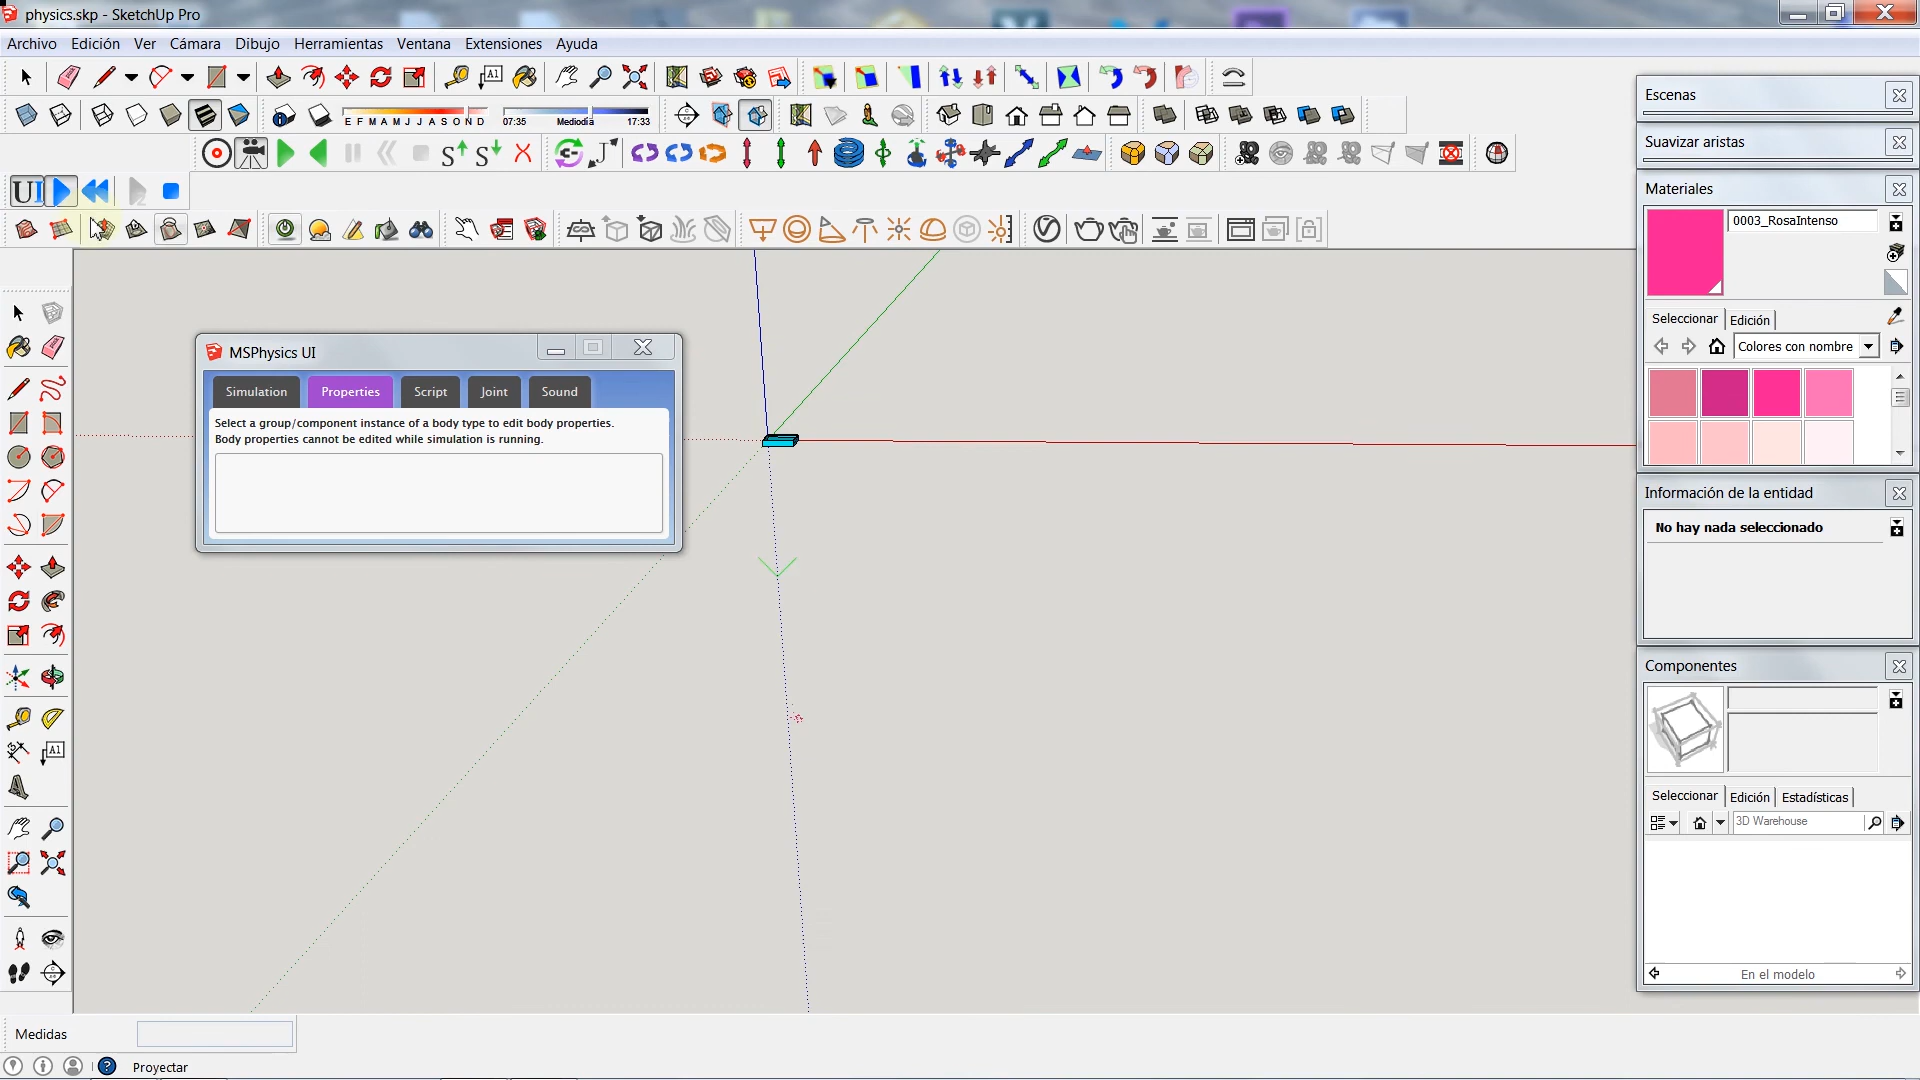 physics.skp - SketchUp Pro
Archivo Edición Ver Cámara Dibujo Herramientas Ventana Extensiones Ayuda
E F M A M J J A S O N D 07:35 Mediodía 17:33
UI
MSPhysics UI
Simulation Properties Script Joint Sound
Select a group/component instance of a body type to edit body properties.
Body properties cannot be edited while simulation is running.
Escenas
Suavizar aristas
Materiales
0003_RosaIntenso
Seleccionar Edición
Colores con nombre
Información de la entidad
No hay nada seleccionado
Componentes
Seleccionar Edición Estadísticas
3D Warehouse
En el modelo
Medidas
Proyectar